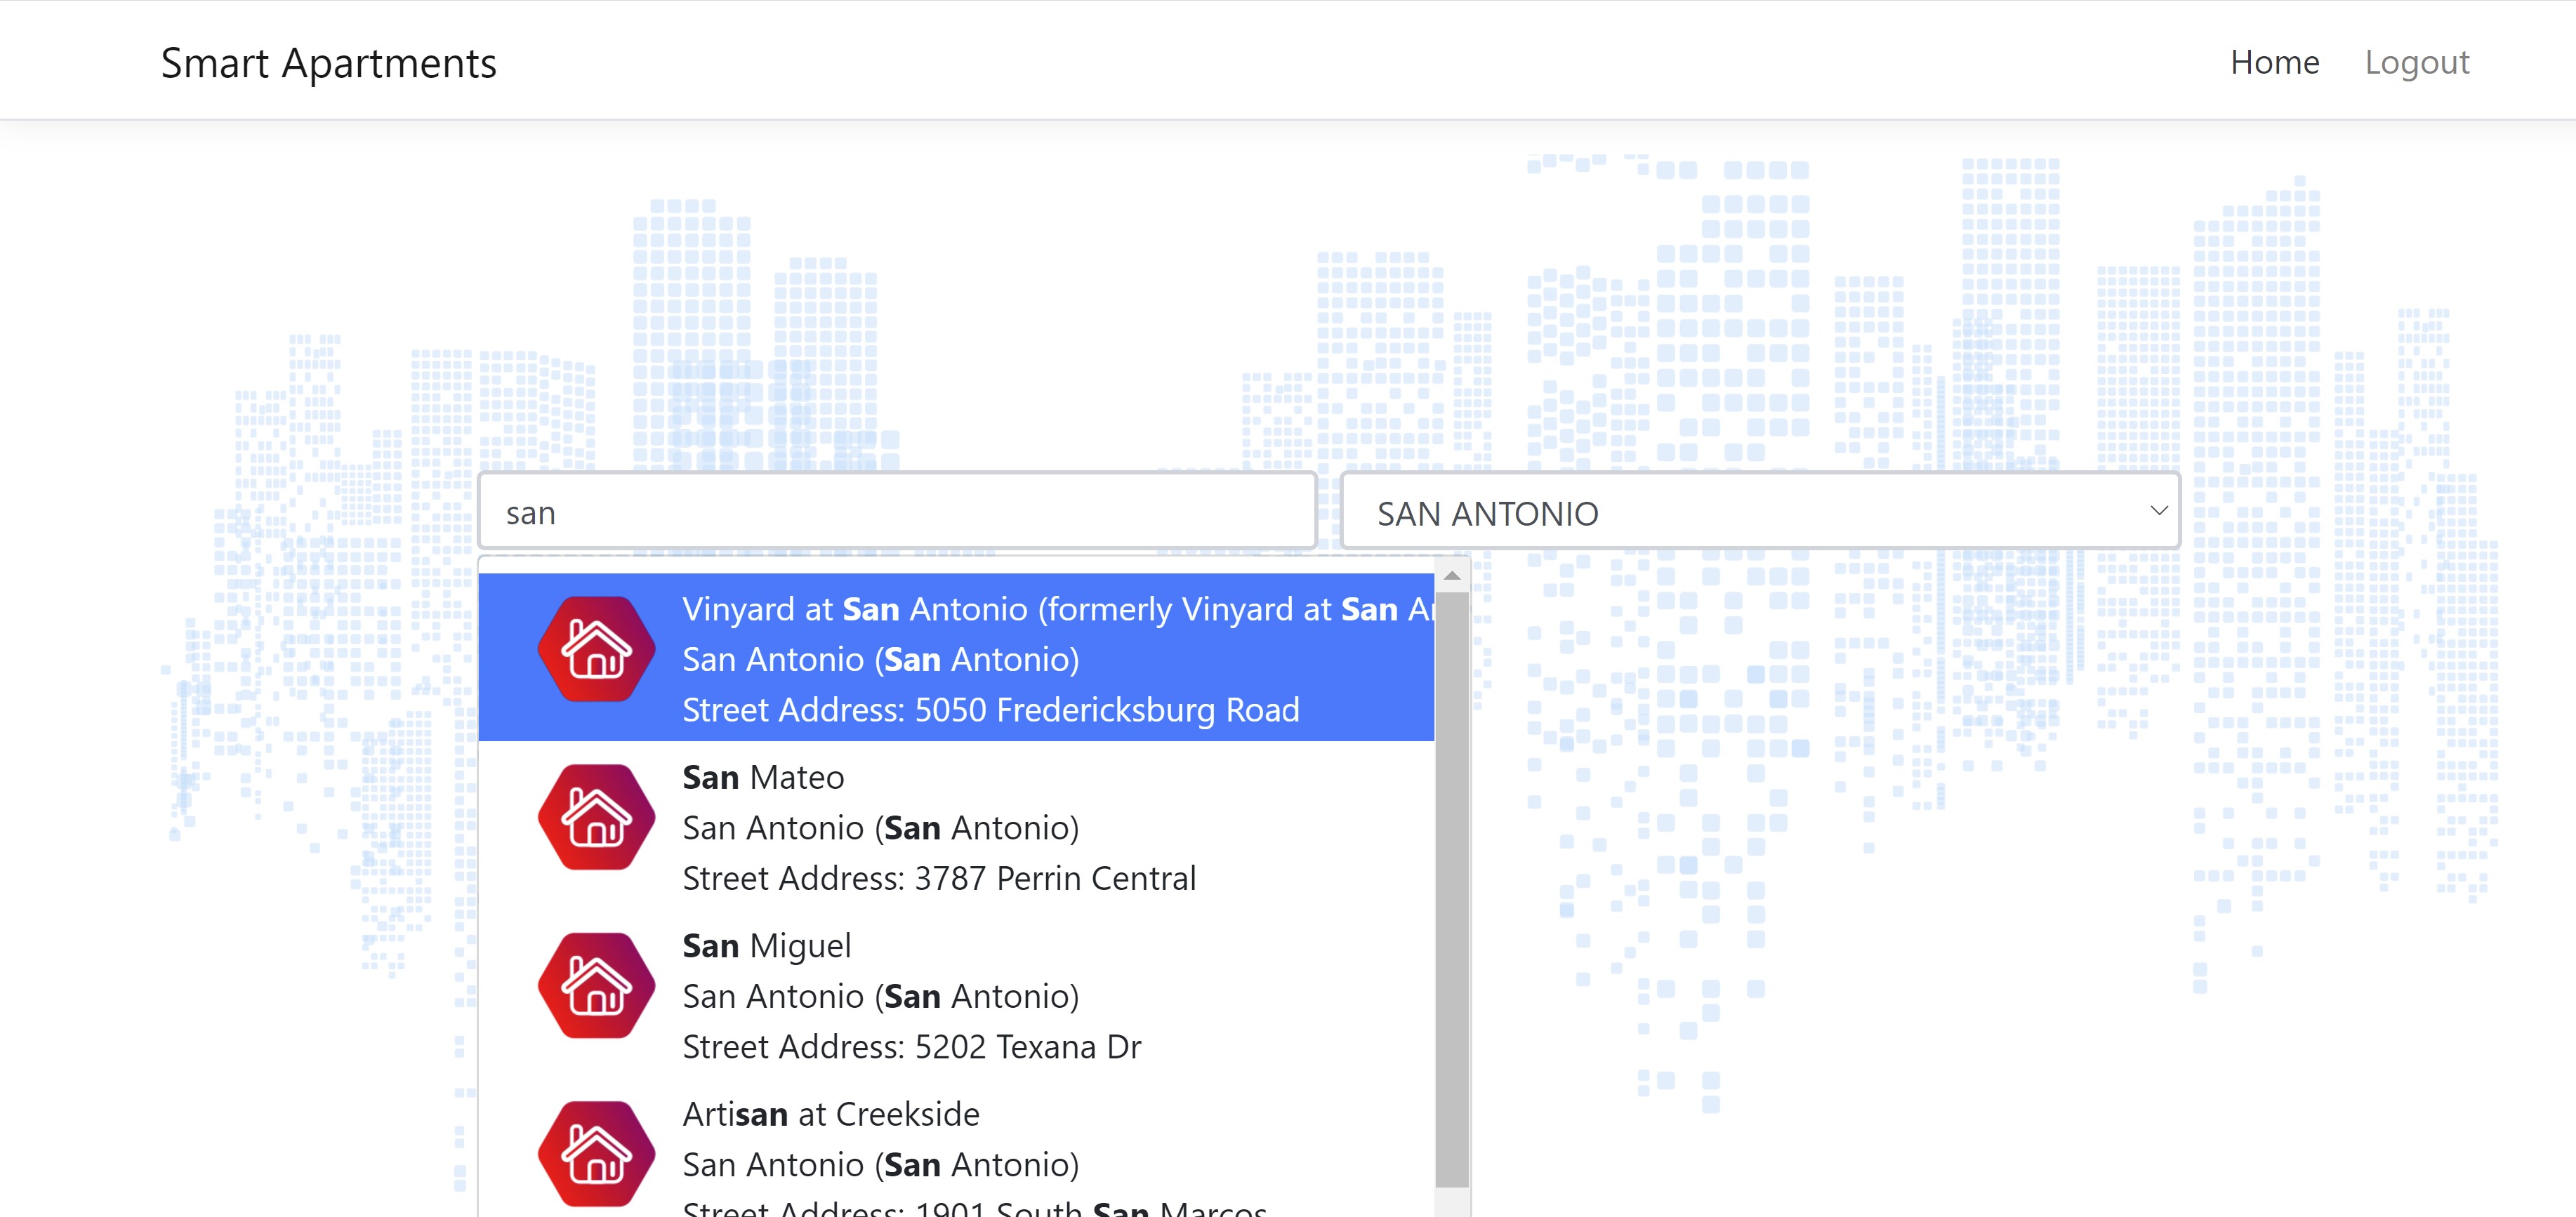 Smart Apartments
Home
Logout
san
SAN ANTONIO
Vinyard at San Antonio (formerly Vinyard at San
San Antonio (San Antonio)
Street Address: 5050 Fredericksburg Road
San Mateo
San Antonio (San Antonio)
Street Address: 3787 Perrin Central
San Miguel
San Antonio (San Antonio)
Street Address: 5202 Texana Dr
Artisan at Creekside
San Antonio (San Antonio)
Street Address: 1901 South San Marcos